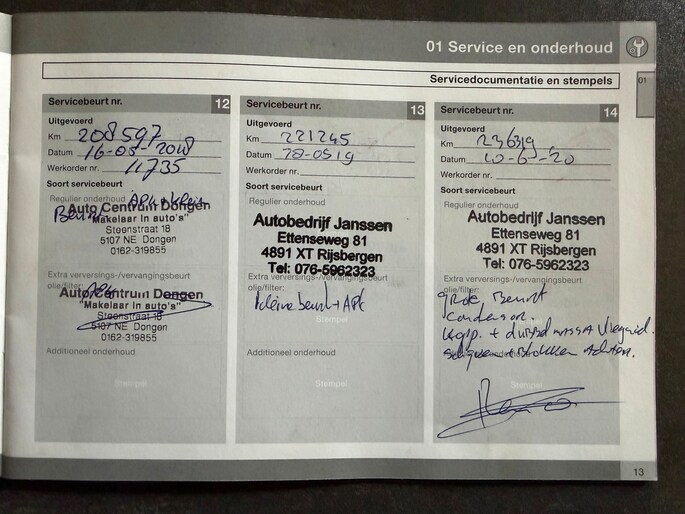 01 Service en onderhoud
Servicedocumentatie en stempels
01
Servicebeurt nr. 12
Uitgevoerd
Km 208597
Datum 16-05-2018
Werkorder nr. 11735
Soort servicebeurt
Regulier onderhoud
Auto Centrum Dongen
"Makelaar in auto's"
Steenstraat 18
5107 NE Dongen
0162-319855
Extra verversings-/vervangingsbeurt
olie/filter:
APK
Auto Centrum Dongen
"Makelaar in auto's"
Steenstraat 18
5107 NE Dongen
0162-319855
Additioneel onderhoud
Stempel
Servicebeurt nr. 13
Uitgevoerd
Km 221245
Datum
Werkorder nr.
Soort servicebeurt
Regulier onderhoud
Autobedrijf Janssen
Ettenseweg 81
4891 XT Rijsbergen
Tel: 076-5962323
Extra verversings-/vervangingsbeurt
olie/filter:
kleine beurt + APK
Stempel
Additioneel onderhoud
Stempel
Servicebeurt nr. 14
Uitgevoerd
Km
Datum
Werkorder nr.
Soort servicebeurt
Regulier onderhoud
Autobedrijf Janssen
Ettenseweg 81
4891 XT Rijsbergen
Tel: 076-5962323
Extra verversings-/vervangingsbeurt
olie/filter:
grote Beurt
Condensor.
13